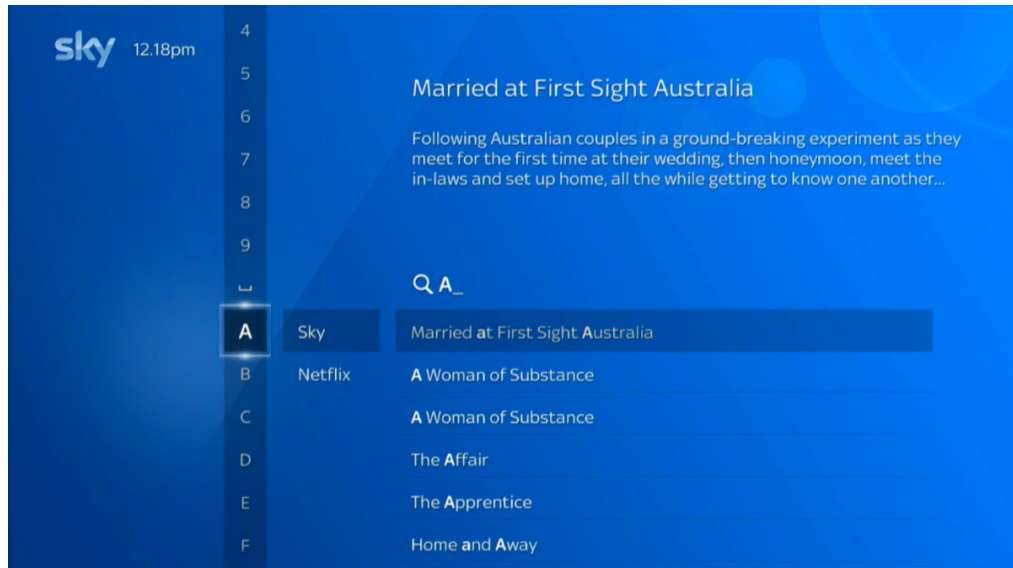 sky 12.18pm
4
5
6
7
8
9
A
B
C
D
E
F
Sky
Netflix
Married at First Sight Australia
Following Australian couples in a ground-breaking experiment as they
meet for the first time at their wedding, then honeymoon, meet the
in-laws and set up home, all the while getting to know one another...
A_
Married at First Sight Australia
A Woman of Substance
A Woman of Substance
The Affair
The Apprentice
Home and Away